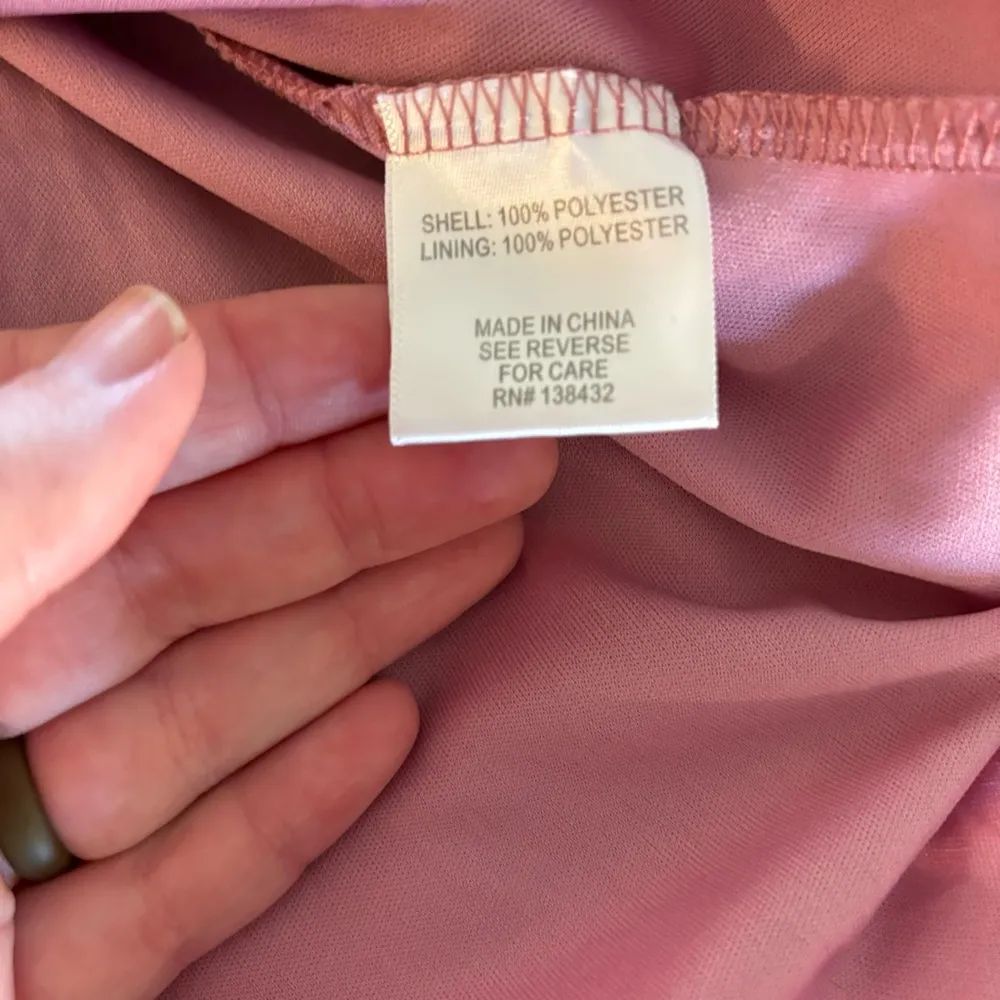 SHELL: 100% POLYESTER
LINING: 100% POLYESTER
MADE IN CHINA
SEE REVERSE
FOR CARE
RN# 138432